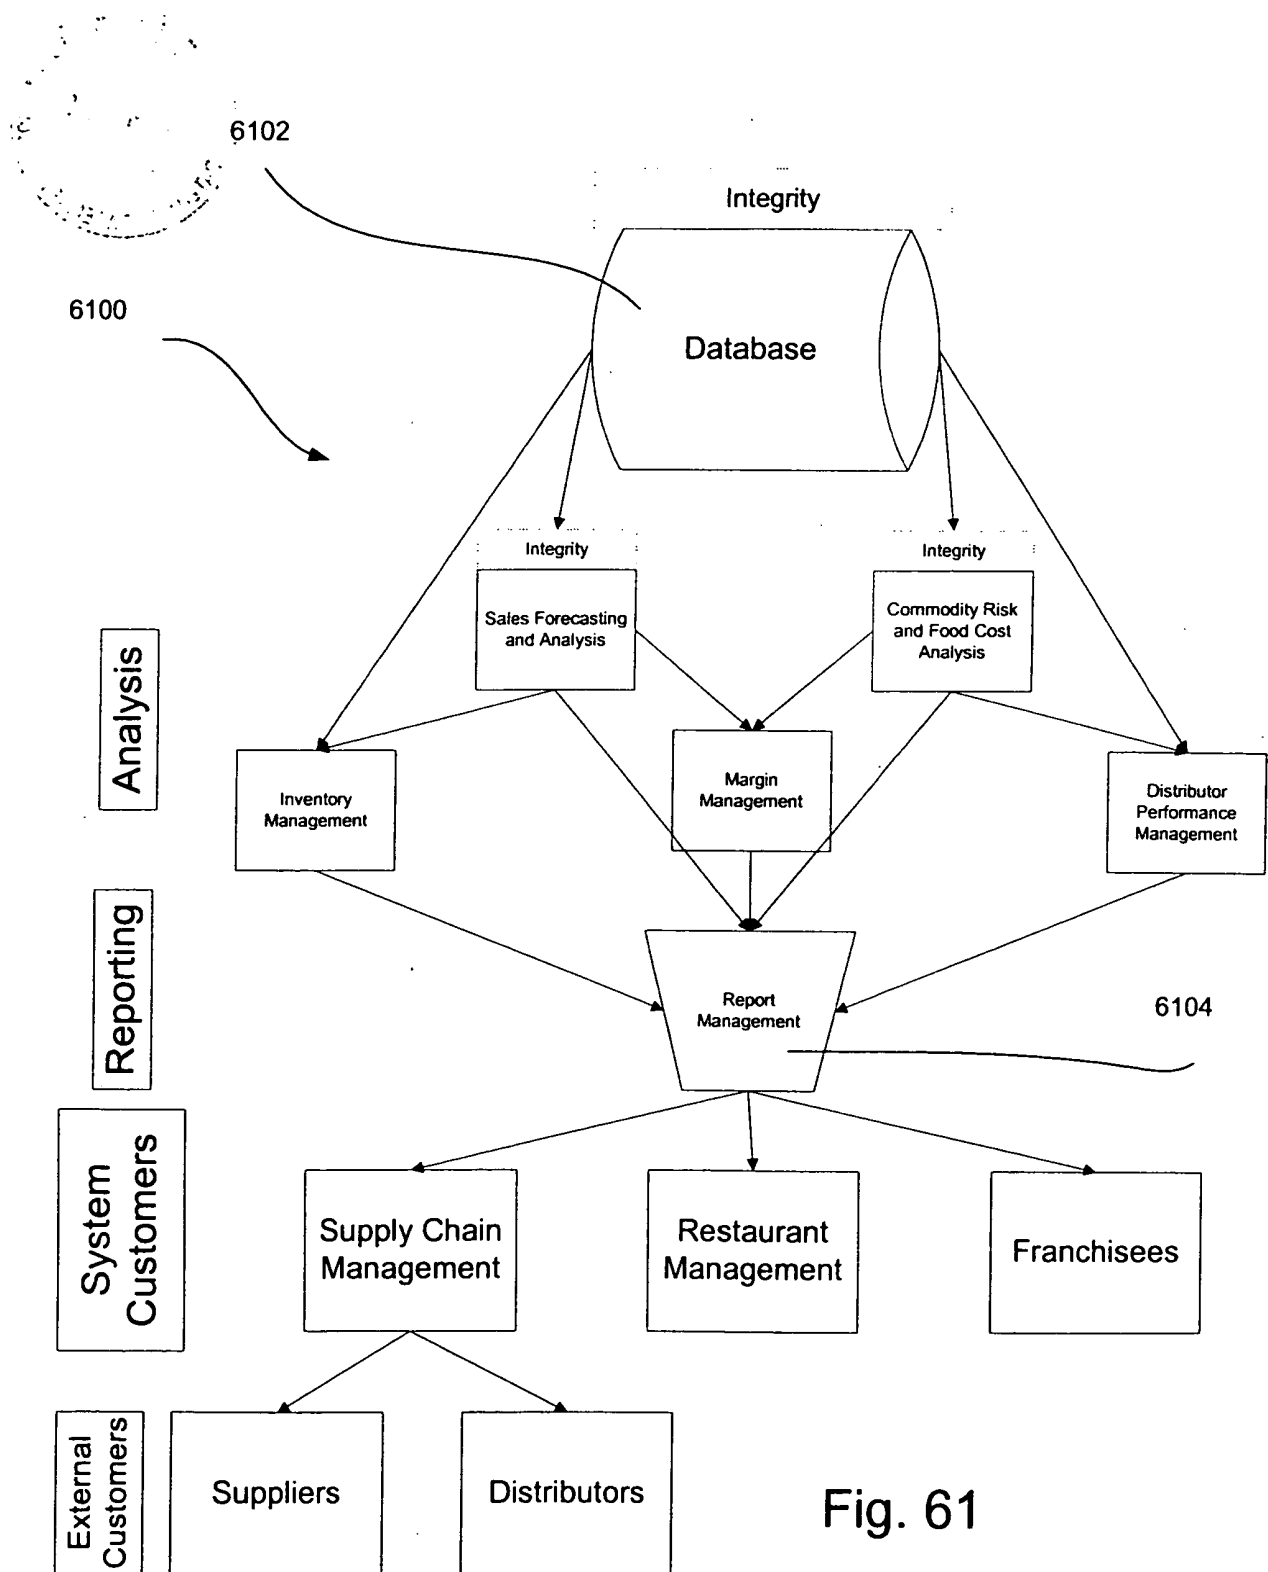 6102
Integrity
6100
Database
Integrity
Integrity
Sales Forecasting
and Analysis
Commodity Risk
and Food Cost
Analysis
Analysis
Inventory
Management
Margin
Management
Distributor
Performance
Management
Reporting
Report
Management
6104
System
Customers
Supply Chain
Management
Restaurant
Management
Franchisees
External
Customers
Suppliers
Distributors
Fig. 61